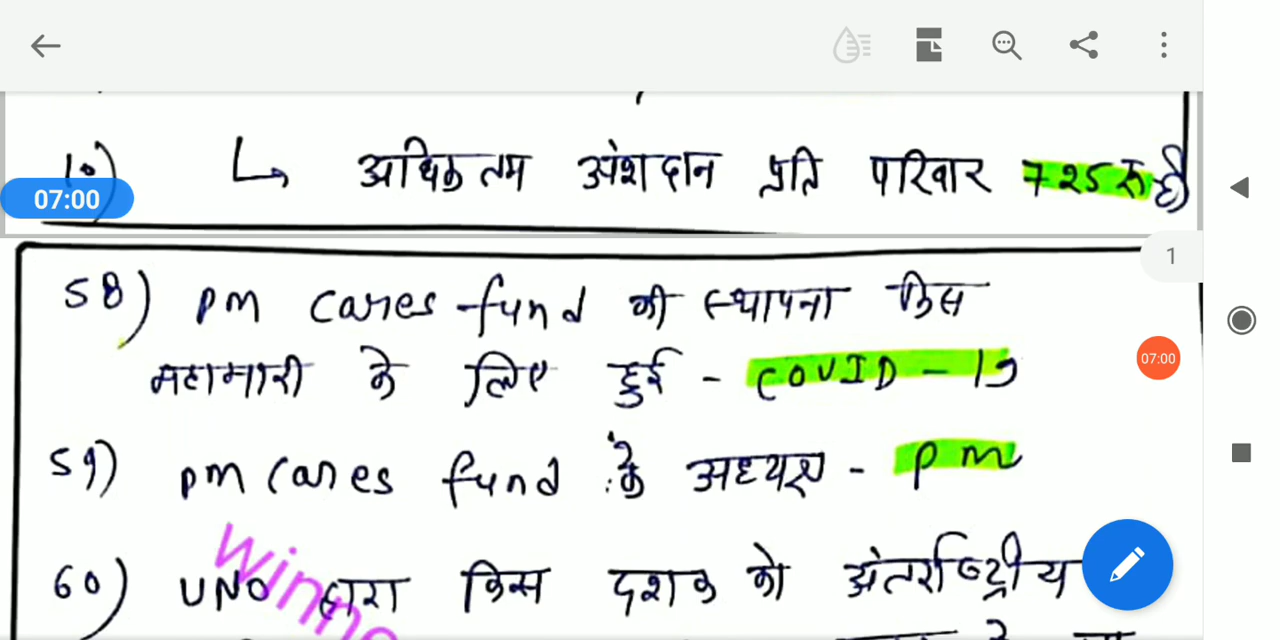 10) ↳ अधिकतम अंशदान प्रति परिवार 725 रु ही
07:00
1
58) pm cares fund की स्थापना किस
महामारी के लिए हुई - COVID-19
07:00
59) pm cares fund के अध्यक्ष - pm
60) UNO द्वारा किस दशक को अंतर्राष्ट्रीय
Winne